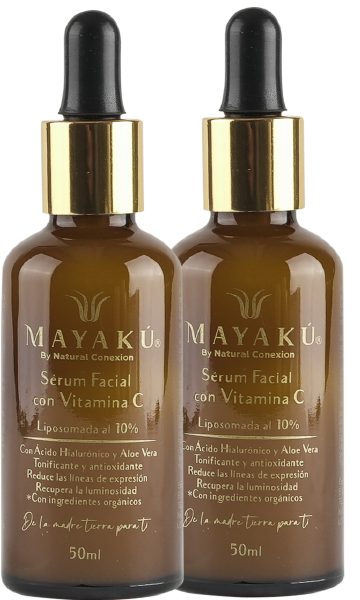 MAYAKÚ®
By Natural Conexion
Sérum Facial
con Vitamina C
Liposomada al 10%
Con Ácido Hialurónico y Aloe Vera
Tonificante y antioxidante
Reduce las líneas de expresión
Recupera la luminosidad
*Con ingredientes orgánicos
De la madre tierra para ti
50ml
MAYAKÚ®
By Natural Conexion
Sérum Facial
con Vitamina C
Liposomada al 10%
Con Ácido Hialurónico y Aloe Vera
Tonificante y antioxidante
Reduce las líneas de expresión
Recupera la luminosidad
*Con ingredientes orgánicos
De la madre tierra para ti
50ml